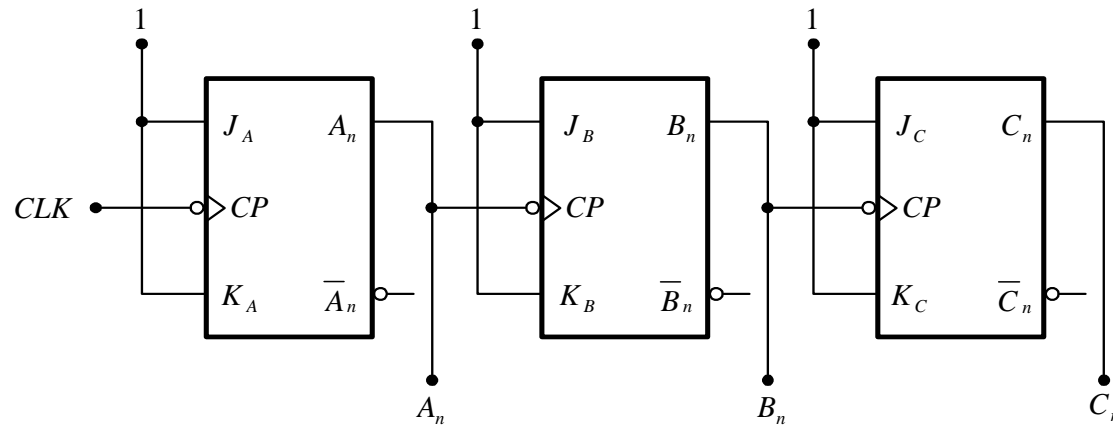 1 1 1
J_A A_n J_B B_n J_C C_n
CLK CP CP CP
K_A \overline{A}_n K_B \overline{B}_n K_C \overline{C}_n
A_n B_n C_n